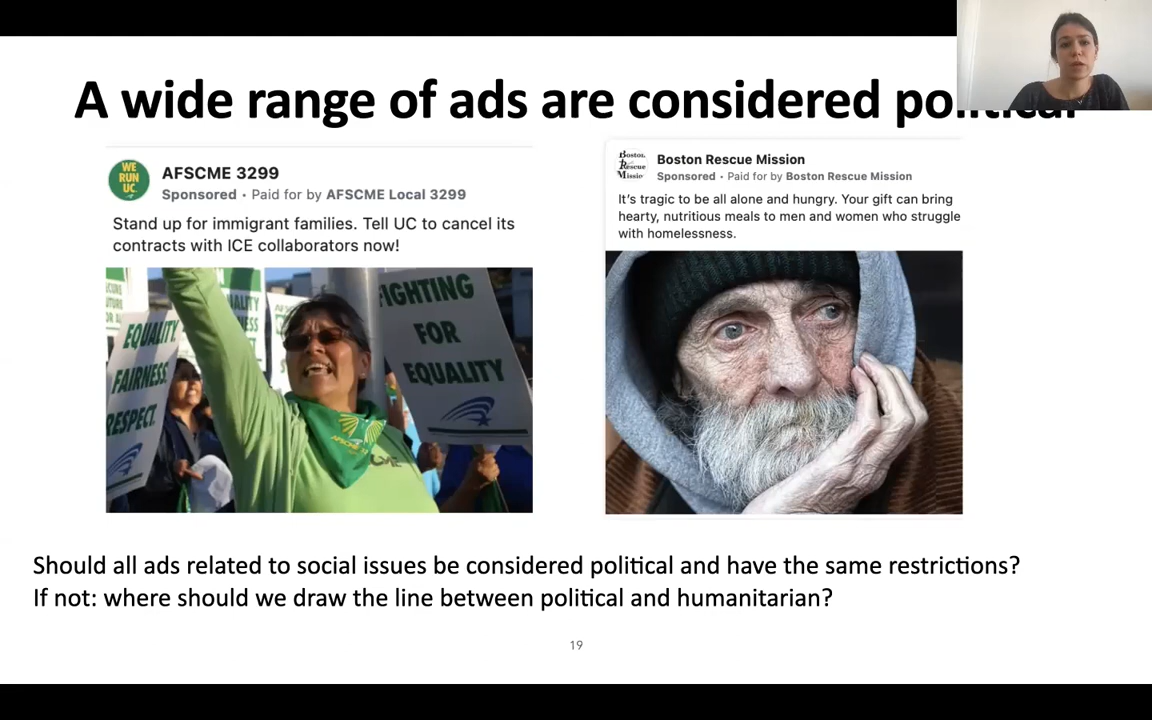 A wide range of ads are considered political
WE
RUN
UC.
AFSCME 3299
Sponsored • Paid for by AFSCME Local 3299
Stand up for immigrant families. Tell UC to cancel its
contracts with ICE collaborators now!
EQUALITY
FAIRNESS
RESPECT.
FIGHTING
FOR
EQUALITY
Boston
Rescue
Mission
Boston Rescue Mission
Sponsored • Paid for by Boston Rescue Mission
It's tragic to be all alone and hungry. Your gift can bring
hearty, nutritious meals to men and women who struggle
with homelessness.
Should all ads related to social issues be considered political and have the same restrictions?
If not: where should we draw the line between political and humanitarian?
19